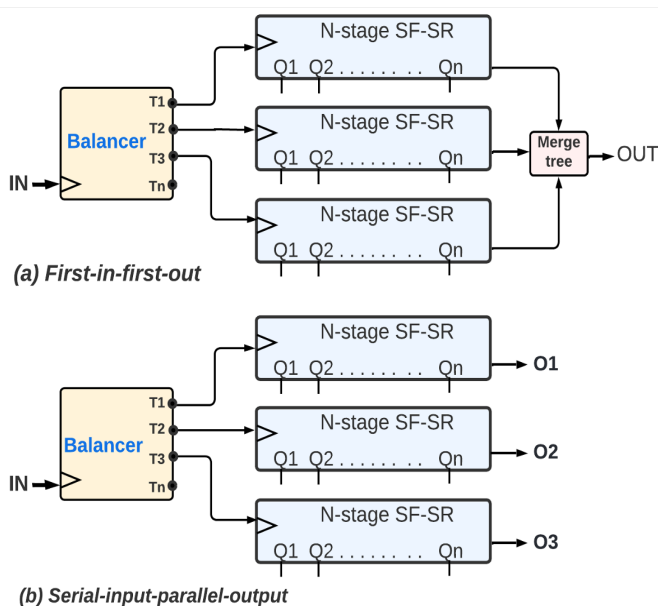 N-stage SF-SR
Q1 Q2 . . . . . . . . Qn
T1
T2
Balancer
T3
Tn
IN
N-stage SF-SR
Q1 Q2 . . . . . . . . Qn
Merge
tree
OUT
N-stage SF-SR
Q1 Q2 . . . . . . . . Qn
(a) First-in-first-out
N-stage SF-SR
Q1 Q2 . . . . . . . . Qn
O1
T1
T2
Balancer
T3
Tn
IN
N-stage SF-SR
Q1 Q2 . . . . . . . . Qn
O2
N-stage SF-SR
Q1 Q2 . . . . . . . . Qn
O3
(b) Serial-input-parallel-output